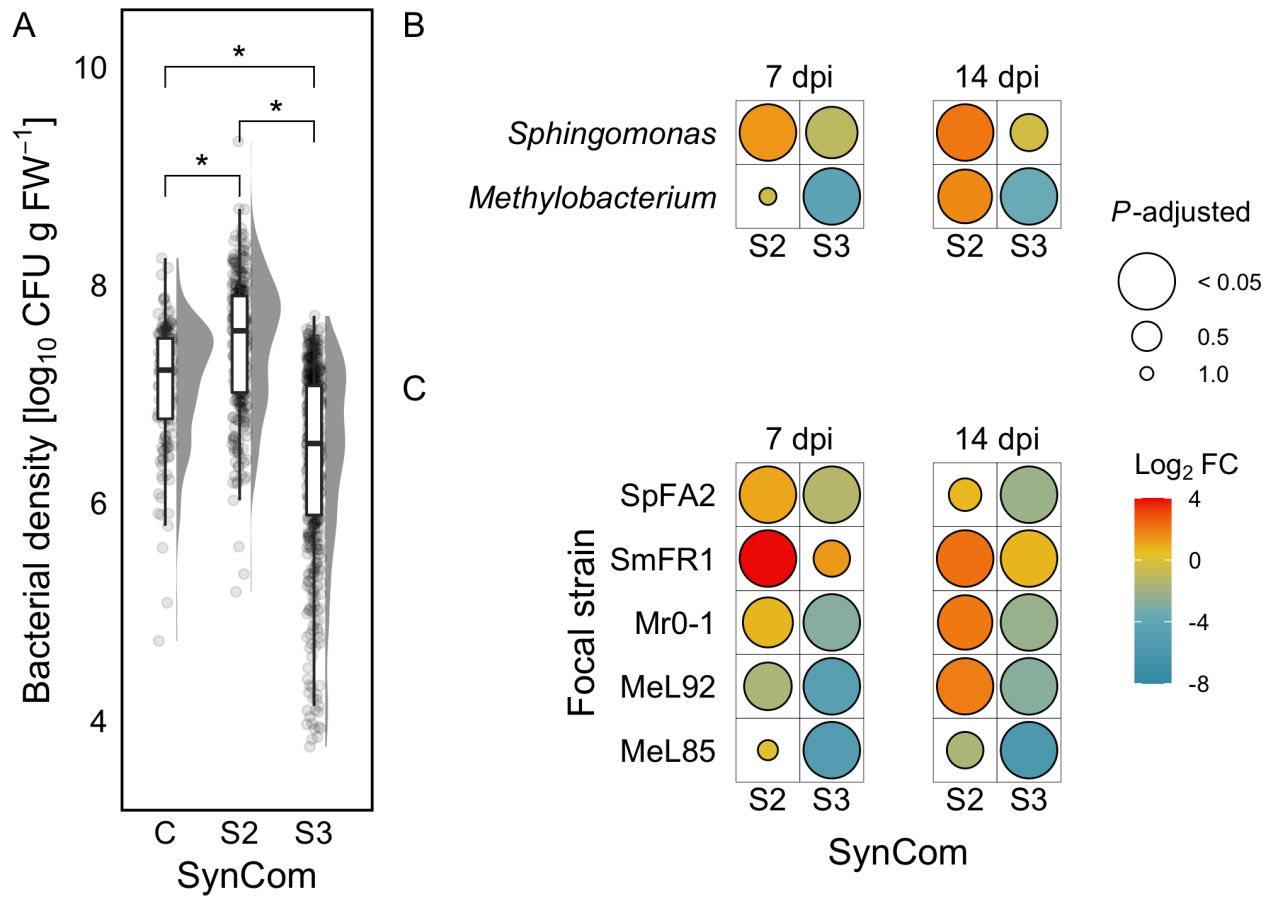 A
Bacterial density [log10 CFU g FW−1]
10
8
6
4
*
*
*
C S2 S3
SynCom
B
7 dpi 14 dpi
Sphingomonas
Methylobacterium
S2 S3 S2 S3
P-adjusted
< 0.05
0.5
1.0
C
7 dpi 14 dpi
Focal strain
SpFA2
SmFR1
Mr0-1
MeL92
MeL85
S2 S3 S2 S3
SynCom
Log2 FC
4
0
-4
-8